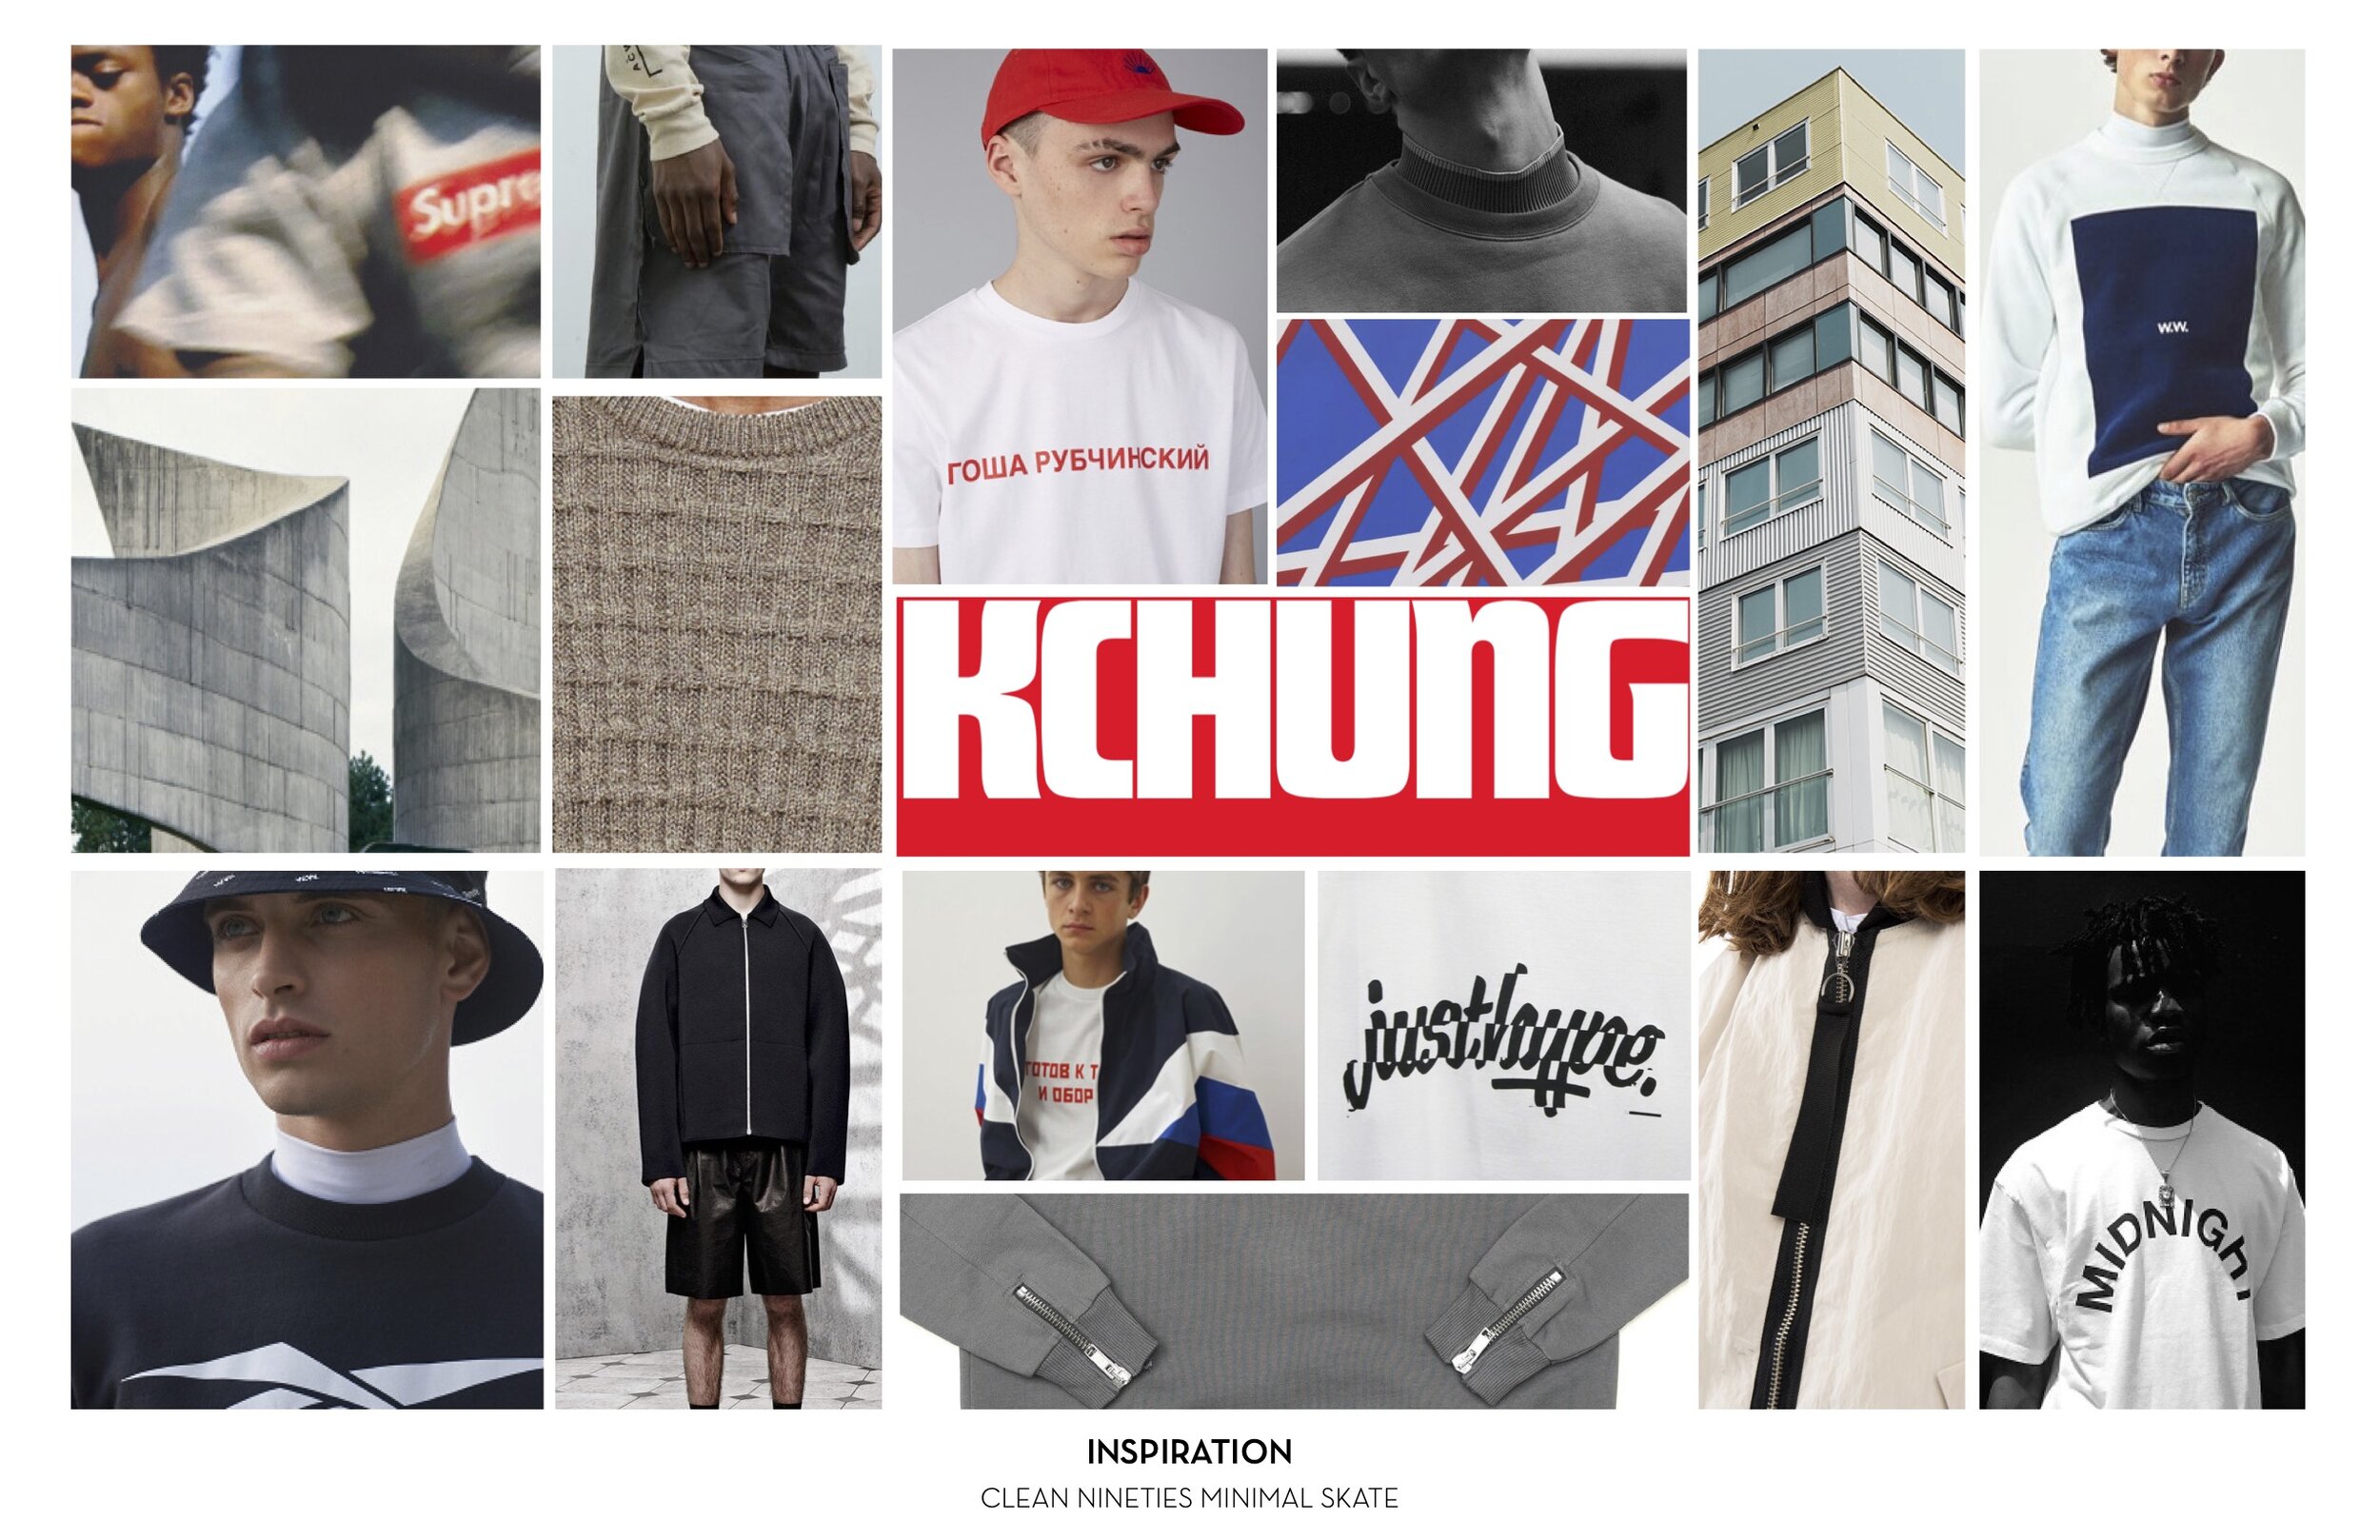 Supre
W.W.
ГОША РУБЧИНСКИЙ
KCHUNG
ГОТОВ К Т
И ОБОР
justhype.
MIDNIGH
INSPIRATION
CLEAN NINETIES MINIMAL SKATE